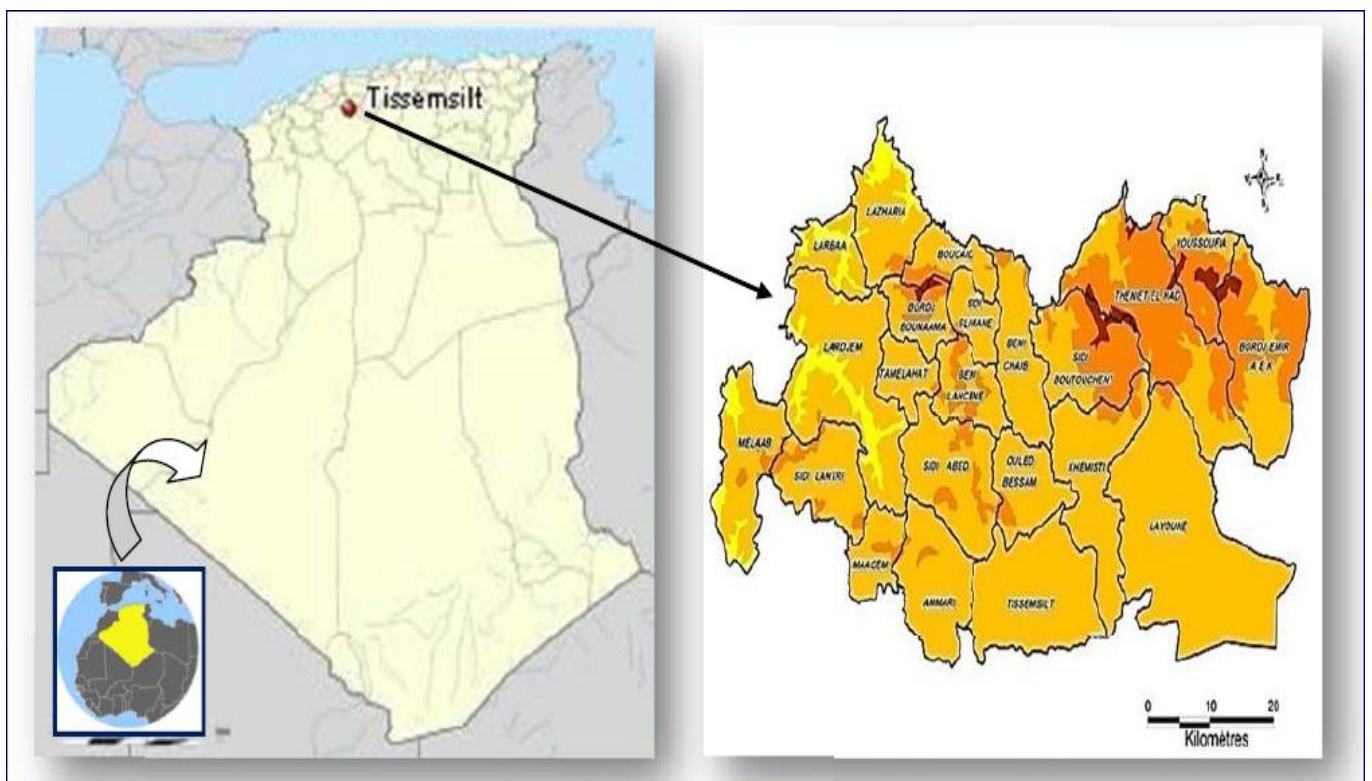 Tissemsilt
N
LAZHARIA
LARBAA
BOUCAID
YOUSSOUFIA
THENIET EL HAD
BORDJ
BOUNAAMA
SIDI
SLIMANE
LARDJEM
BENI
CHAIB
BORDJ EMIR
A.E.K
SIDI
BOUTOUCHENT
TAMELAHAT
BENI
LAHCENE
MELAAB
SIDI LANTRI
SIDI ABED
OULED
BESSAM
KHEMISTI
LAYOUNE
MAACEM
AMMARI
TISSEMSILT
0 10 20
Kilomètres